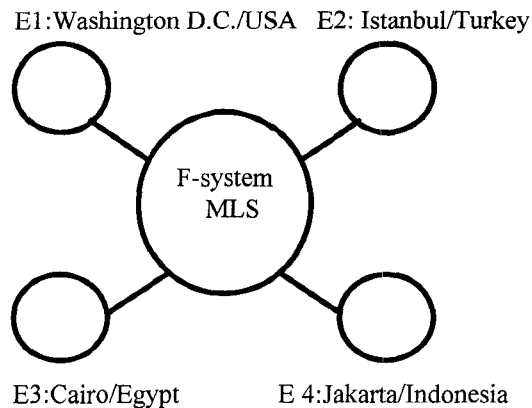 E1:Washington D.C./USA E2: Istanbul/Turkey
F-system
MLS
E3:Cairo/Egypt E 4:Jakarta/Indonesia